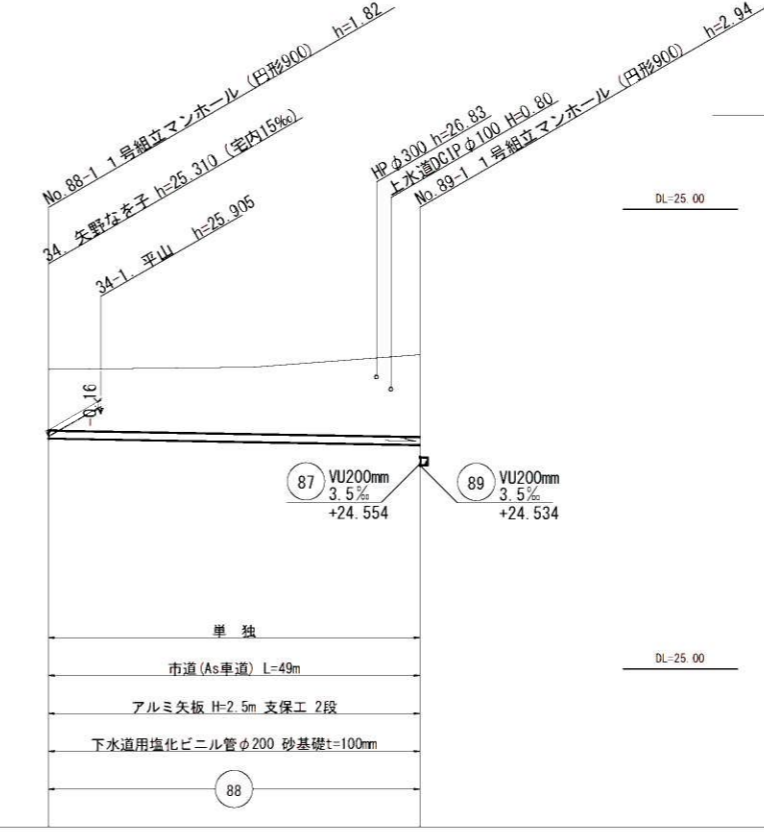 No. 88-1 1号組立マンホール (円形900) h=1.82
34. 矢野なを子 h=25.310 (宅内15‰)
34-1. 平山 h=25.905
HPφ300 h=26.83
上水道DCIPφ100 H=0.80
No. 89-1 1号組立マンホール (円形900) h=2.94
DL=25.00
-0.16
87 VU200mm
3.5‰
+24.554
89 VU200mm
3.5‰
+24.534
単 独
市道(As車道) L=49m
DL=25.00
アルミ矢板 H=2.5m 支保工 2段
下水道用塩化ビニル管φ200 砂基礎t=100mm
88